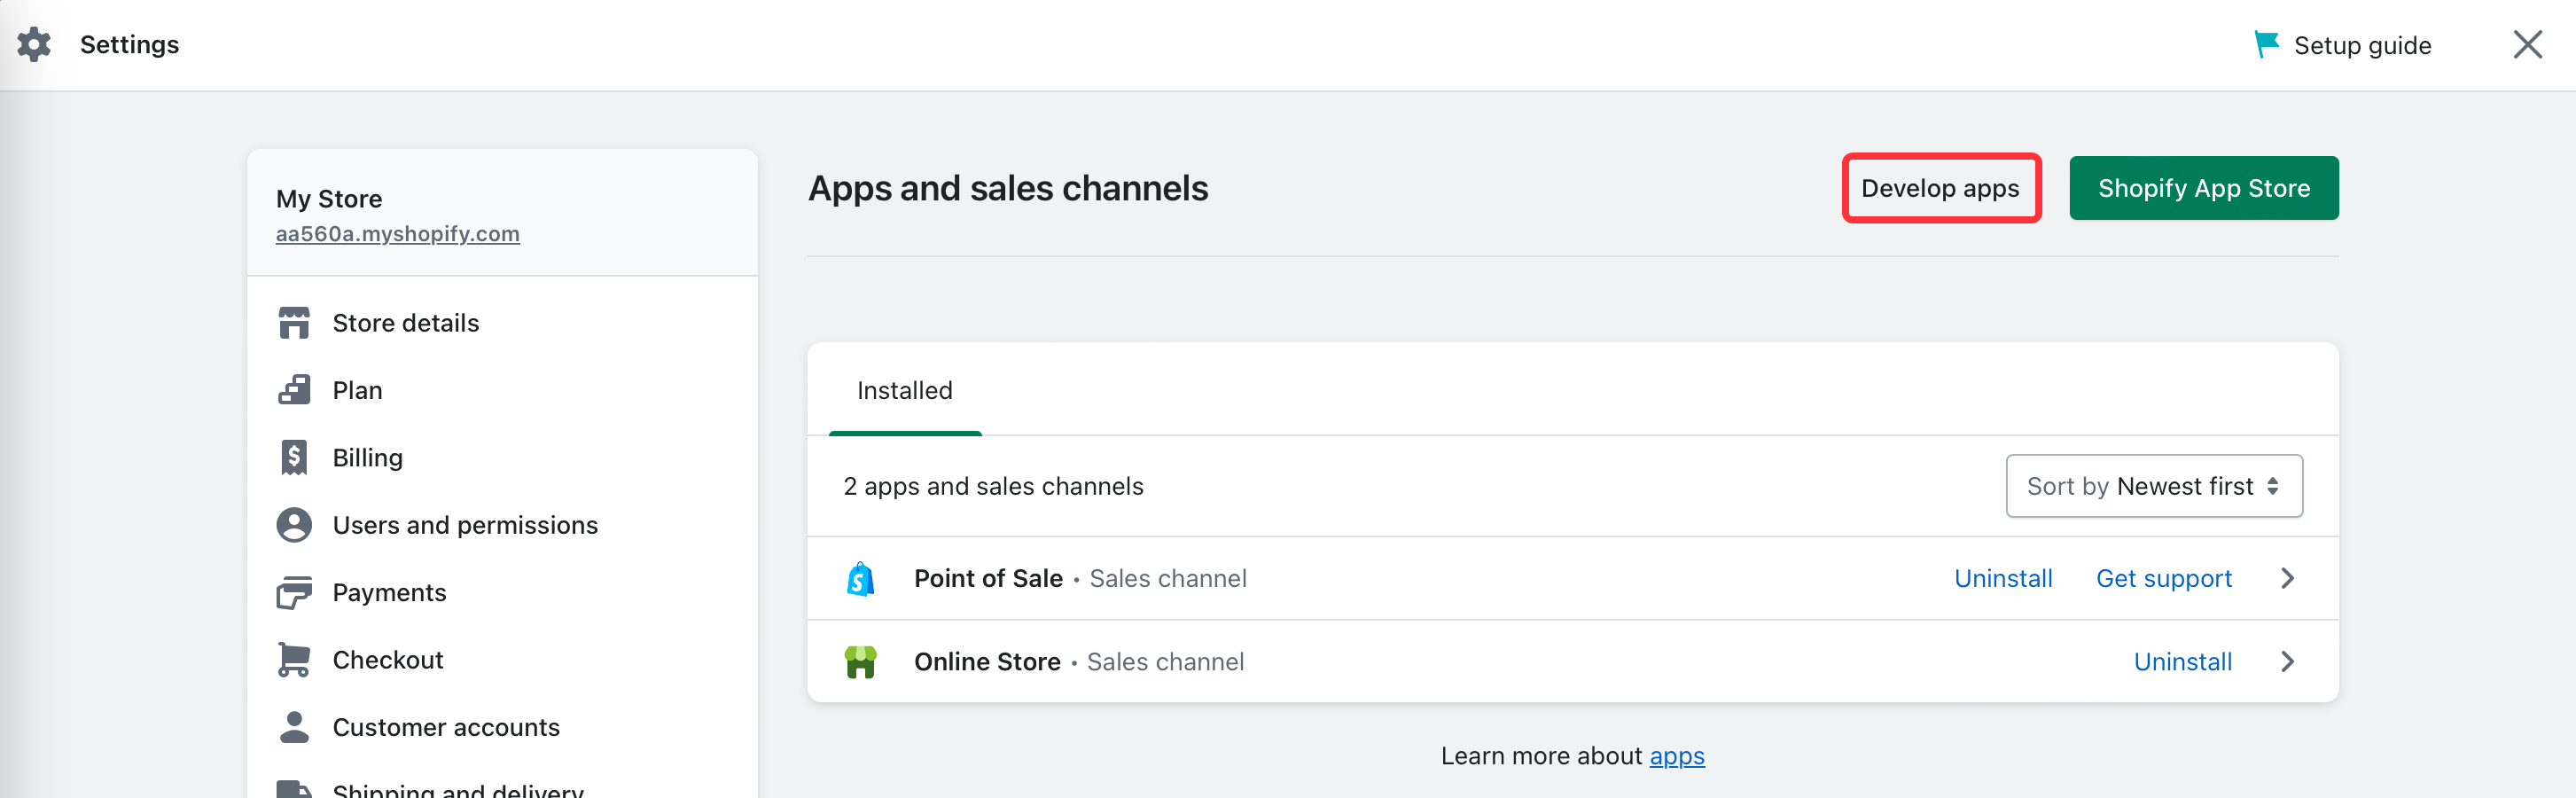 Settings
Setup guide
My Store
aa560a.myshopify.com
Store details
Plan
Billing
Users and permissions
Payments
Checkout
Customer accounts
Shipping and delivery
Apps and sales channels
Develop apps
Shopify App Store
Installed
2 apps and sales channels
Sort by Newest first
Point of Sale • Sales channel
Uninstall
Get support
Online Store • Sales channel
Uninstall
Learn more about apps